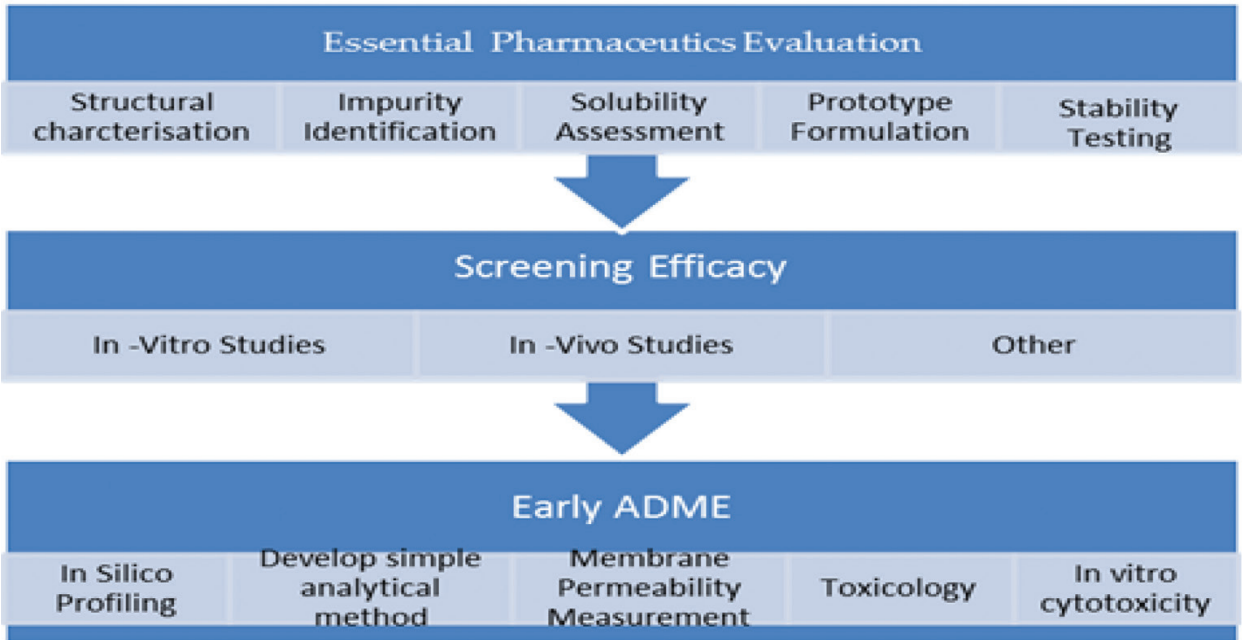 Essential Pharmaceutics Evaluation
Structural
charcterisation
Impurity
Identification
Solubility
Assessment
Prototype
Formulation
Stability
Testing
Screening Efficacy
In -Vitro Studies
In -Vivo Studies
Other
Early ADME
In Silico
Profiling
Develop simple
analytical
method
Membrane
Permeability
Measurement
Toxicology
In vitro
cytotoxicity